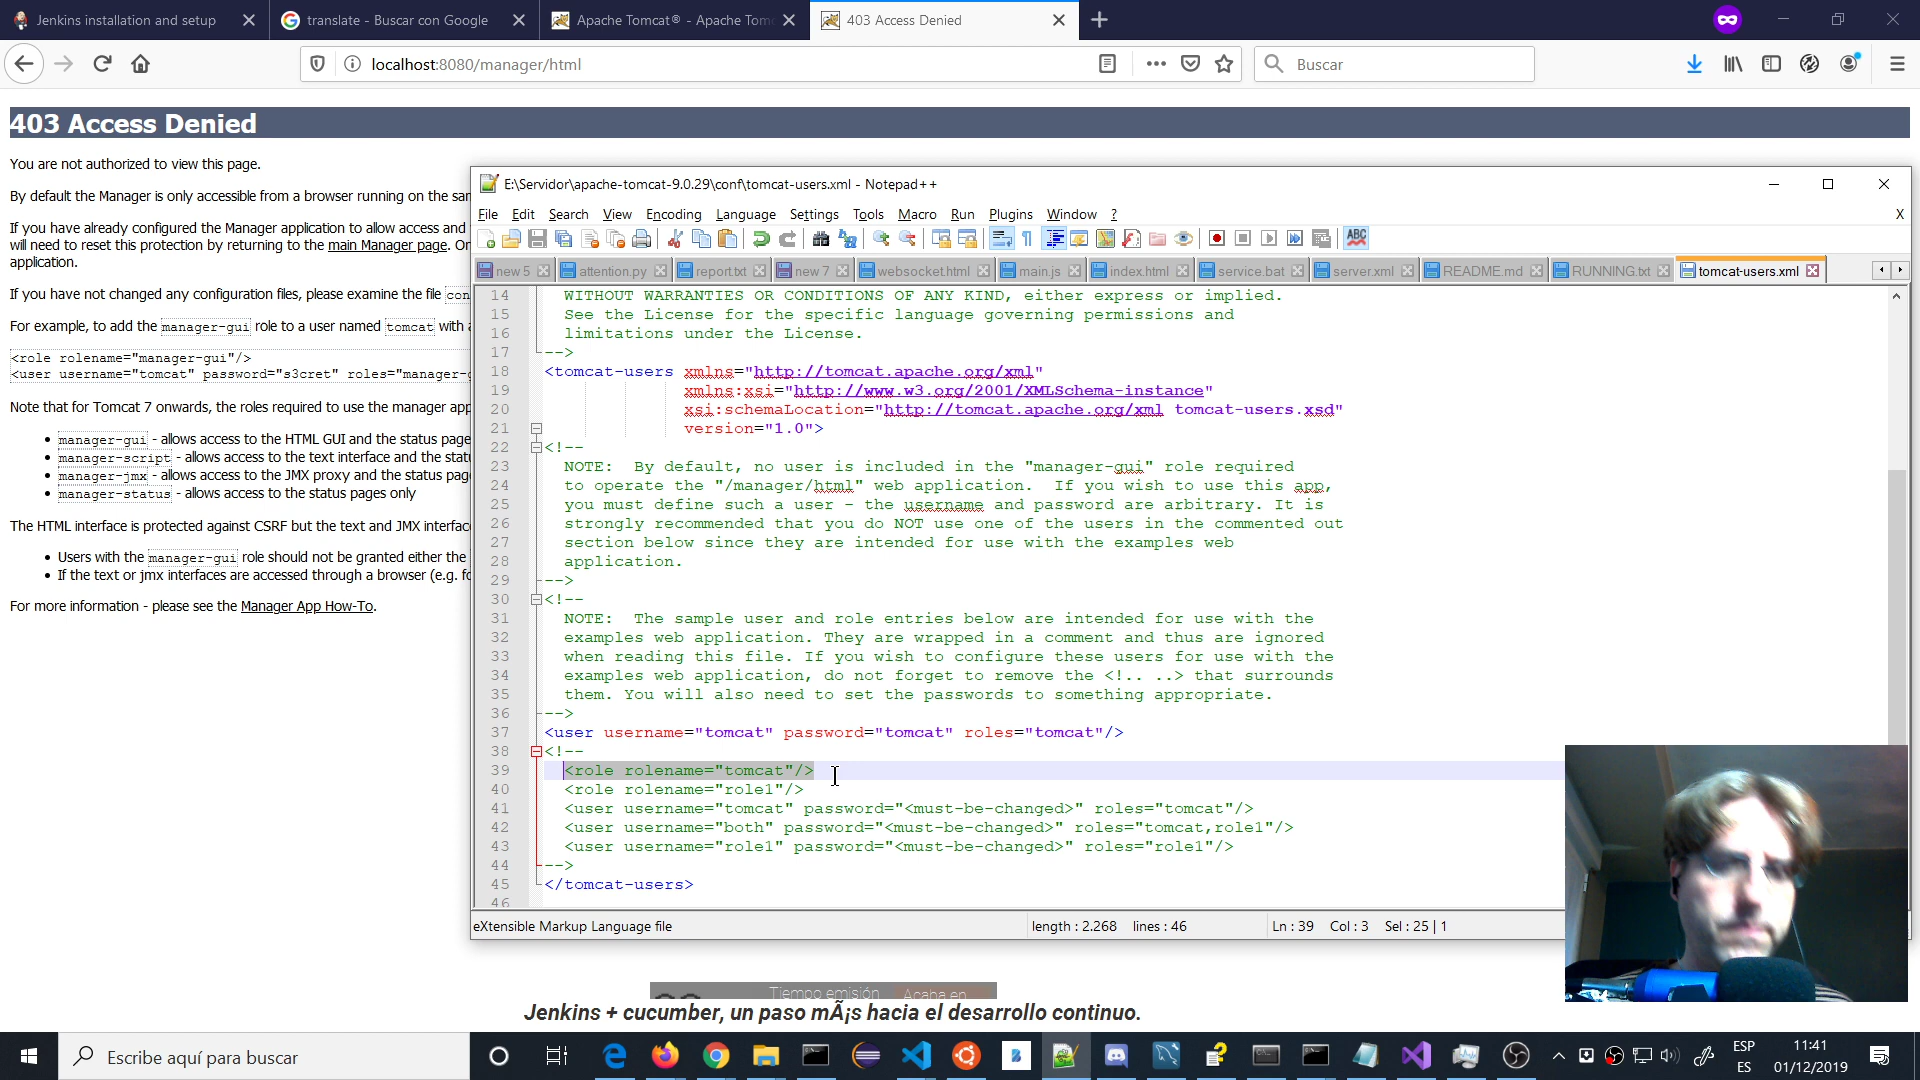 Jenkins installation and setup
translate - Buscar con Google
Apache Tomcat® - Apache Tom
403 Access Denied
localhost:8080/manager/html
Buscar
403 Access Denied
You are not authorized to view this page.
By default the Manager is only accessible from a browser running on the sar
If you have already configured the Manager application to allow access and
will need to reset this protection by returning to the main Manager page. On
application.
If you have not changed any configuration files, please examine the file con
For example, to add the manager-gui role to a user named tomcat with a
<role rolename="manager-gui"/>
<user username="tomcat" password="s3cret" roles="manager-g
Note that for Tomcat 7 onwards, the roles required to use the manager app
manager-gui - allows access to the HTML GUI and the status page
manager-script - allows access to the text interface and the stat
manager-jmx - allows access to the JMX proxy and the status pag
manager-status - allows access to the status pages only
The HTML interface is protected against CSRF but the text and JMX interfac
Users with the manager-gui role should not be granted either the
If the text or jmx interfaces are accessed through a browser (e.g. fo
For more information - please see the Manager App How-To.
E:\Servidor\apache-tomcat-9.0.29\conf\tomcat-users.xml - Notepad++
File Edit Search View Encoding Language Settings Tools Macro Run Plugins Window ? X
new 5 attention.py report.txt new 7 websocket.html main.js index.html service.bat server.xml README.md RUNNING.txt tomcat-users.xml
14 WITHOUT WARRANTIES OR CONDITIONS OF ANY KIND, either express or implied.
15 See the License for the specific language governing permissions and
16 limitations under the License.
17 -->
18 <tomcat-users xmlns="http://tomcat.apache.org/xml"
19 xmlns:xsi="http://www.w3.org/2001/XMLSchema-instance"
20 xsi:schemaLocation="http://tomcat.apache.org/xml tomcat-users.xsd"
21 version="1.0">
22 <!--
23 NOTE: By default, no user is included in the "manager-gui" role required
24 to operate the "/manager/html" web application. If you wish to use this app,
25 you must define such a user - the username and password are arbitrary. It is
26 strongly recommended that you do NOT use one of the users in the commented out
27 section below since they are intended for use with the examples web
28 application.
29 -->
30 <!--
31 NOTE: The sample user and role entries below are intended for use with the
32 examples web application. They are wrapped in a comment and thus are ignored
33 when reading this file. If you wish to configure these users for use with the
34 examples web application, do not forget to remove the <!.. ..> that surrounds
35 them. You will also need to set the passwords to something appropriate.
36 -->
37 <user username="tomcat" password="tomcat" roles="tomcat"/>
38 <!--
39 <role rolename="tomcat"/>
40 <role rolename="role1"/>
41 <user username="tomcat" password="<must-be-changed>" roles="tomcat"/>
42 <user username="both" password="<must-be-changed>" roles="tomcat,role1"/>
43 <user username="role1" password="<must-be-changed>" roles="role1"/>
44 -->
45 </tomcat-users>
46
eXtensible Markup Language file length : 2.268 lines : 46 Ln : 39 Col : 3 Sel : 25 | 1
Tiempo emisión Acaba en
Jenkins + cucumber, un paso mÃ¡s hacia el desarrollo continuo.
Escribe aquí para buscar
ESP
ES
11:41
01/12/2019